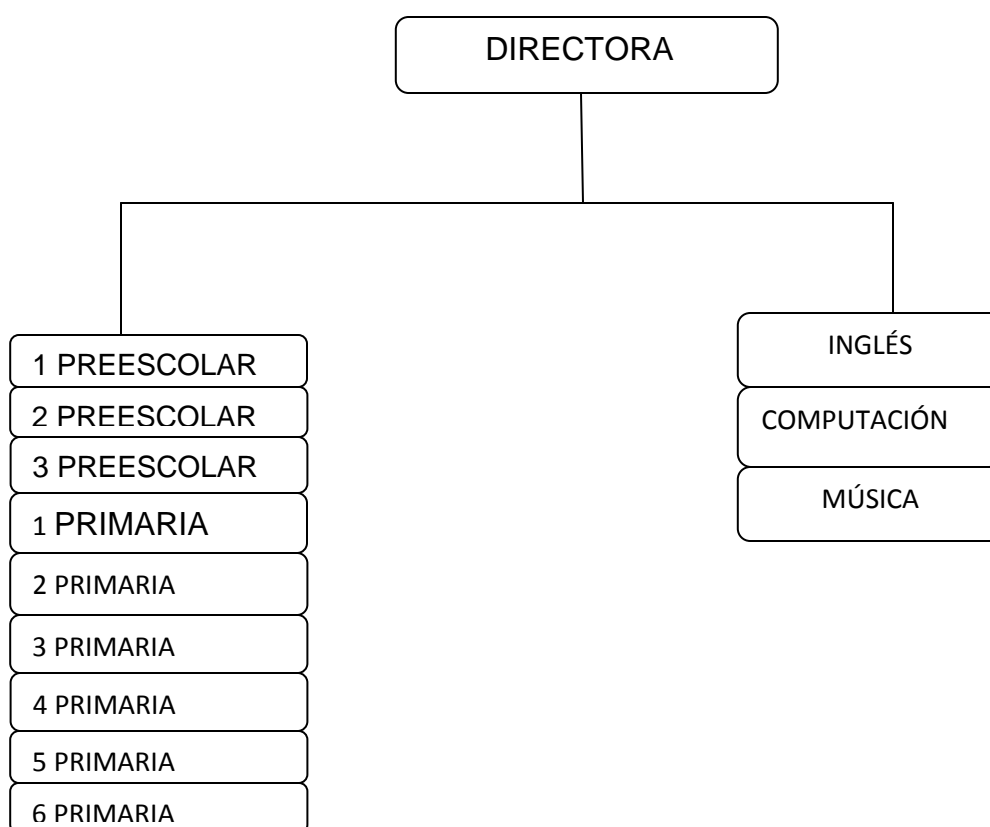 DIRECTORA
1 PREESCOLAR
2 PREESCOLAR
3 PREESCOLAR
1 PRIMARIA
2 PRIMARIA
3 PRIMARIA
4 PRIMARIA
5 PRIMARIA
6 PRIMARIA
INGLÉS
COMPUTACIÓN
MÚSICA